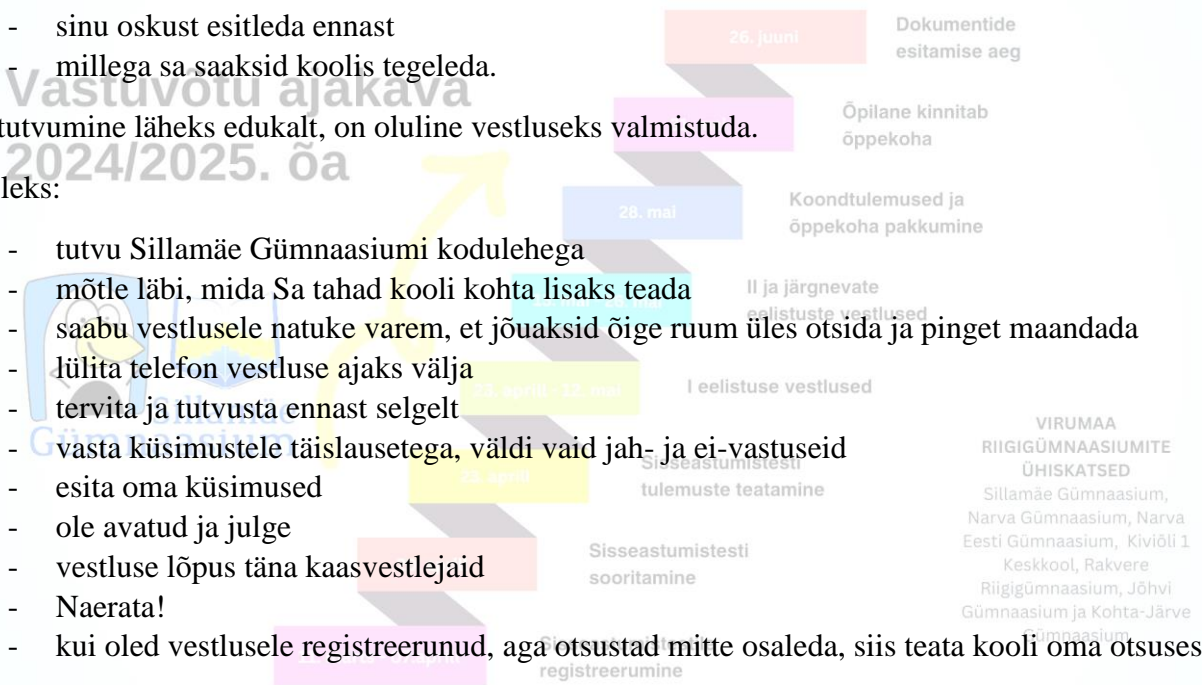 - sinu oskust esitleda ennast
- millega sa saaksid koolis tegeleda.
tutvumine läheks edukalt, on oluline vestluseks valmistuda.
leks:
- tutvu Sillamäe Gümnaasiumi kodulehega
- mõtle läbi, mida Sa tahad kooli kohta lisaks teada
- saabu vestlusele natuke varem, et jõuaksid õige ruum üles otsida ja pinget maandada
- lülita telefon vestluse ajaks välja
- tervita ja tutvusta ennast selgelt
- vasta küsimustele täislausetega, väldi vaid jah- ja ei-vastuseid
- esita oma küsimused
- ole avatud ja julge
- vestluse lõpus täna kaasvestlejaid
- Naerata!
- kui oled vestlusele registreerunud, aga otsustad mitte osaleda, siis teata kooli oma otsuses
Vastuvõtu ajakava
2024/2025. õa
Sillamäe
Gümnaasium
26. juuni
Dokumentide
esitamise aeg
Õpilane kinnitab
õppekoha
28. mai
Koondtulemused ja
õppekoha pakkumine
II ja järgnevate
eelistuste vestlused
23. aprill - 12. mai
I eelistuse vestlused
22. aprill
Sisseastumistesti
tulemuste teatamine
Sisseastumistesti
sooritamine
registreerumine
VIRUMAA
RIIGIGÜMNAASIUMITE
ÜHISKATSED
Sillamäe Gümnaasium,
Narva Gümnaasium, Narva
Eesti Gümnaasium, Kiviõli 1
Keskkool, Rakvere
Riigigümnaasium, Jõhvi
Gümnaasium ja Kohta-Järve
Gümnaasium